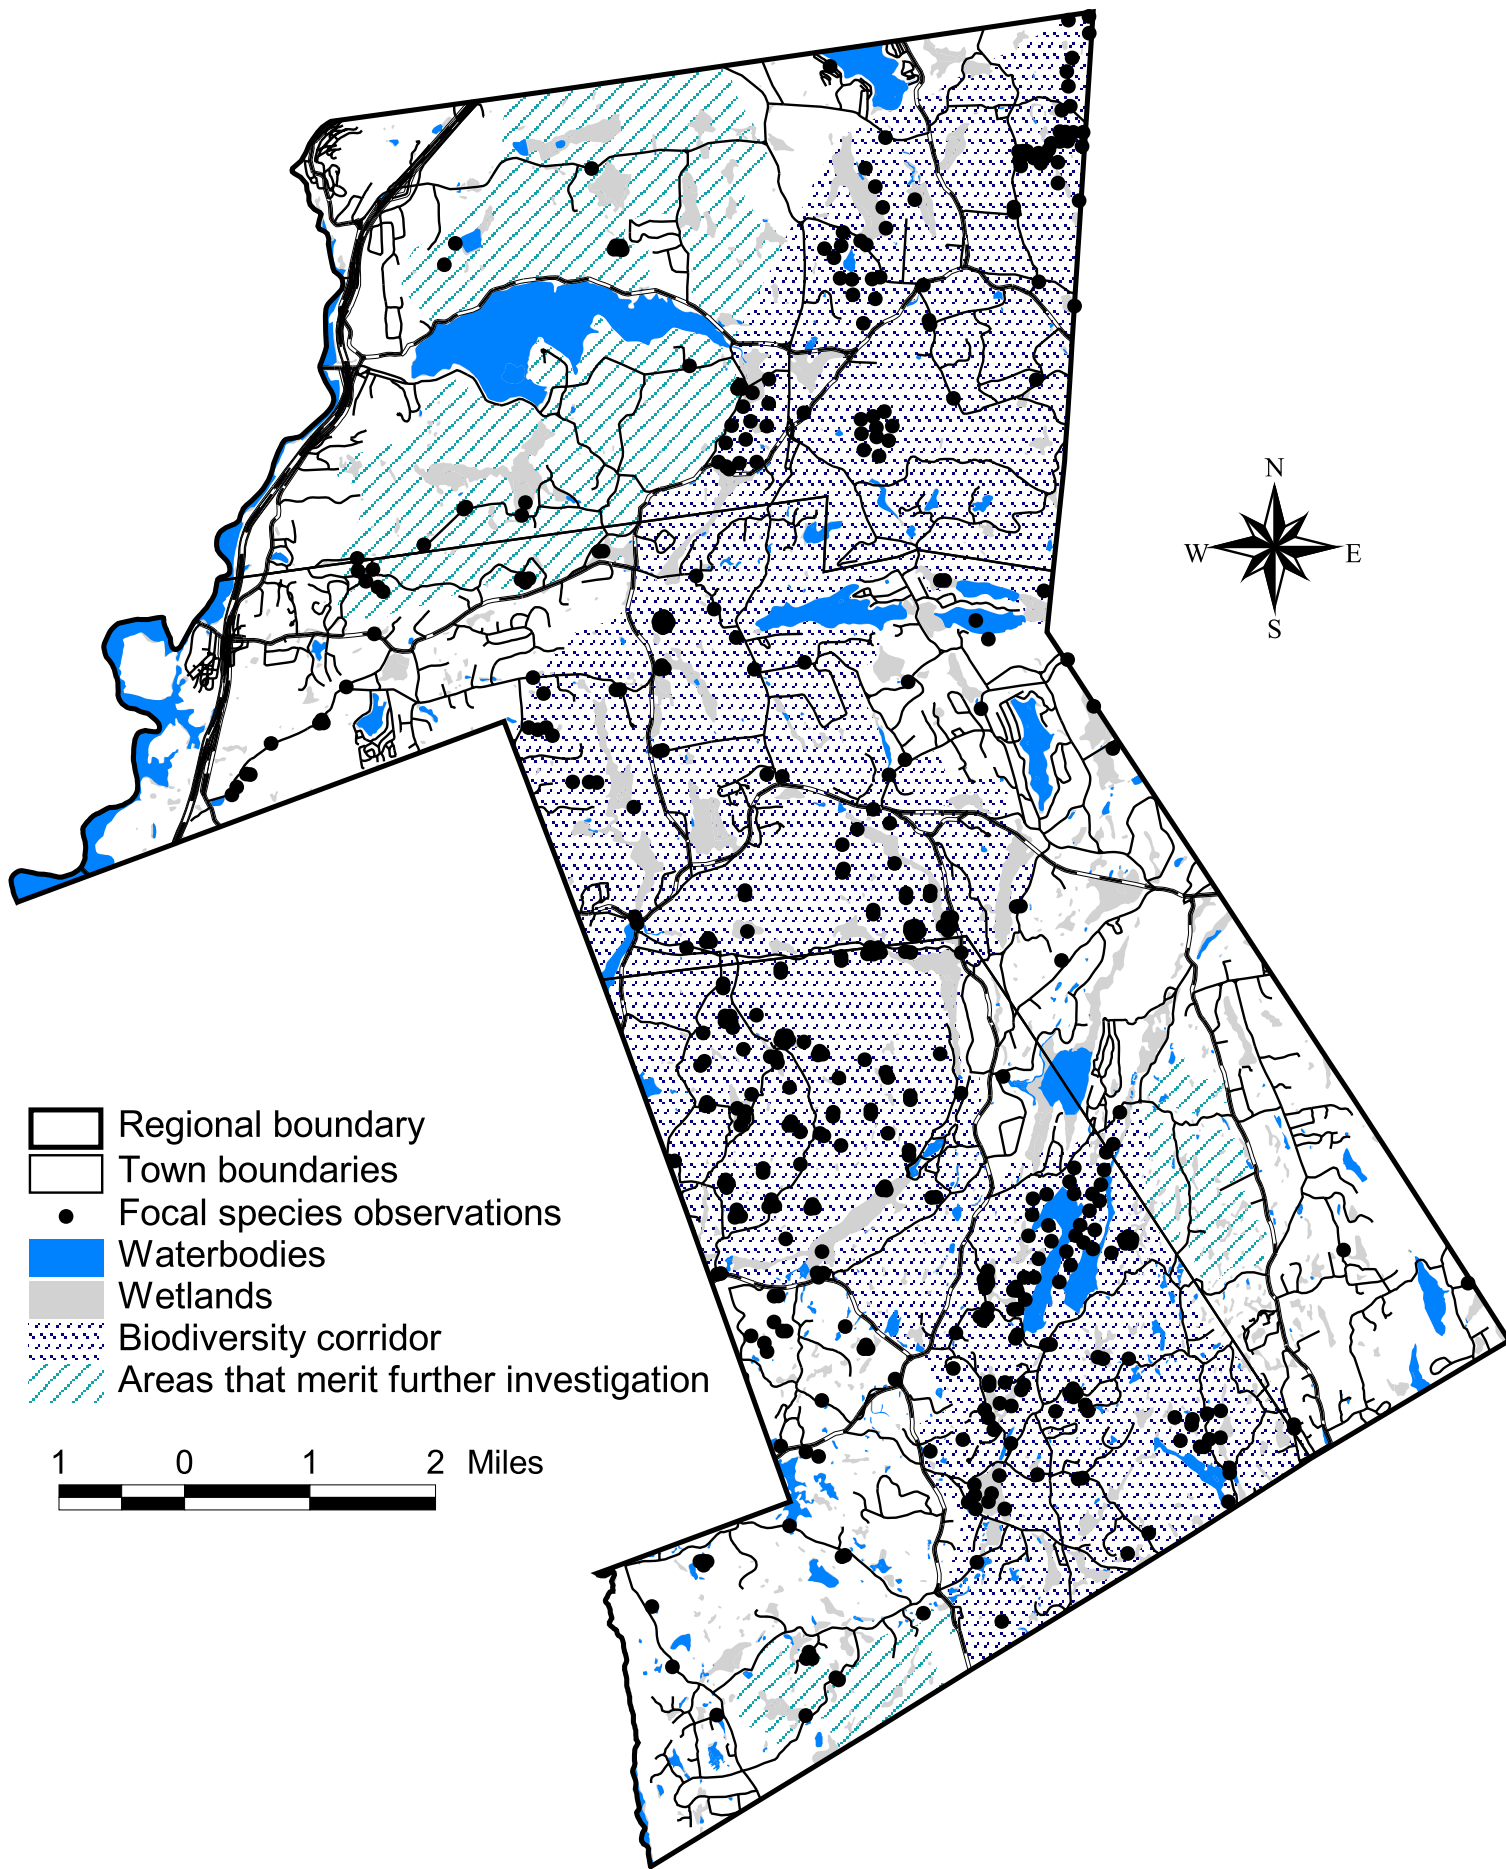 N
W E
S
Regional boundary
Town boundaries
Focal species observations
Waterbodies
Wetlands
Biodiversity corridor
Areas that merit further investigation
1 0 1 2 Miles